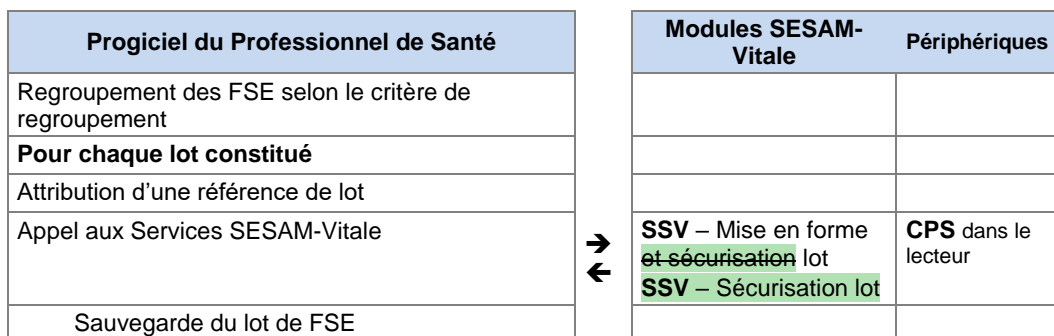 Progiciel du Professionnel de Santé
Modules SESAM-
Vitale
Périphériques
Regroupement des FSE selon le critère de
regroupement
Pour chaque lot constitué
Attribution d'une référence de lot
Appel aux Services SESAM-Vitale
➔
SSV – Mise en forme
et sécurisation lot
SSV – Sécurisation lot
CPS dans le
lecteur
Sauvegarde du lot de FSE